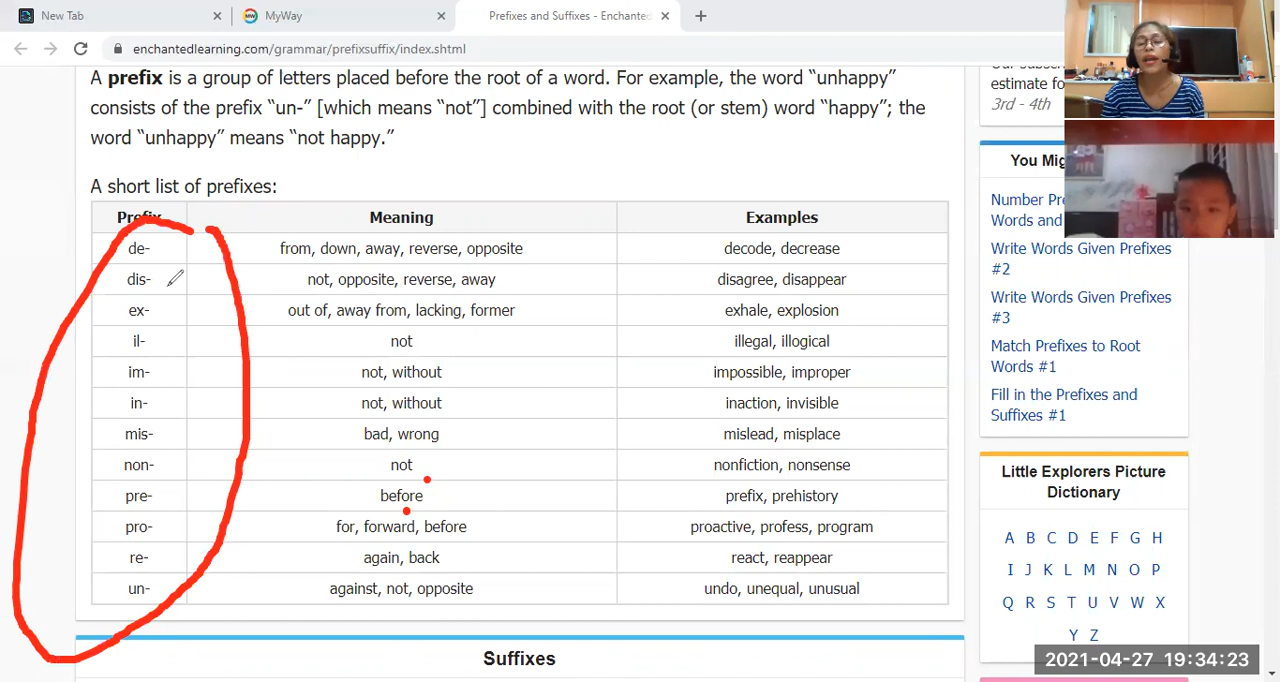 New Tab
MyWay
Prefixes and Suffixes - Enchanted
enchantedlearning.com/grammar/prefixsuffix/index.shtml
A prefix is a group of letters placed before the root of a word. For example, the word “unhappy”
consists of the prefix “un-” [which means “not”] combined with the root (or stem) word “happy”; the
word “unhappy” means “not happy.”
A short list of prefixes:
Prefix Meaning Examples
de- from, down, away, reverse, opposite decode, decrease
dis- not, opposite, reverse, away disagree, disappear
ex- out of, away from, lacking, former exhale, explosion
il- not illegal, illogical
im- not, without impossible, improper
in- not, without inaction, invisible
mis- bad, wrong mislead, misplace
non- not nonfiction, nonsense
pre- before prefix, prehistory
pro- for, forward, before proactive, profess, program
re- again, back react, reappear
un- against, not, opposite undo, unequal, unusual
Suffixes
Our
estimate
3rd - 4th
You
Number
Words and
Write Words Given Prefixes
#2
Write Words Given Prefixes
#3
Match Prefixes to Root
Words #1
Fill in the Prefixes and
Suffixes #1
Little Explorers Picture
Dictionary
A B C D E F G H
I J K L M N O P
Q R S T U V W X
Y Z
2021-04-27 19:34:23